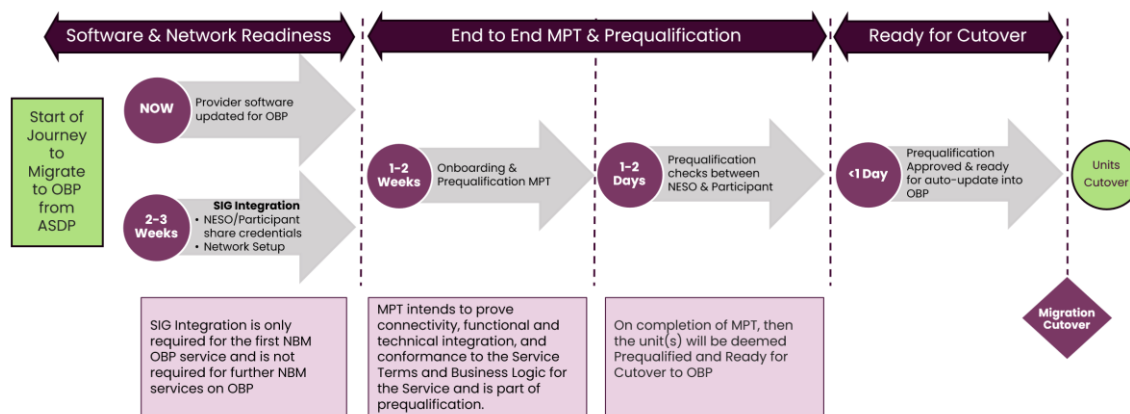 Software & Network Readiness
End to End MPT & Prequalification
Ready for Cutover
Start of
Journey
to
Migrate to
OBP
from
ASDP
NOW
Provider software
updated for OBP
2-3
Weeks
SIG Integration
• NESO/Participant
share credentials
• Network Setup
1-2
Weeks
Onboarding &
Prequalification MPT
1-2
Days
Prequalification
checks between
NESO & Participant
<1 Day
Prequalification
Approved & ready
for auto-update into
OBP
Units
Cutover
Migration
Cutover
SIG Integration is only
required for the first NBM
OBP service and is not
required for further NBM
services on OBP
MPT intends to prove
connectivity, functional and
technical integration, and
conformance to the Service
Terms and Business Logic for
the Service and is part of
prequalification.
On completion of MPT, then
the unit(s) will be deemed
Prequalified and Ready for
Cutover to OBP